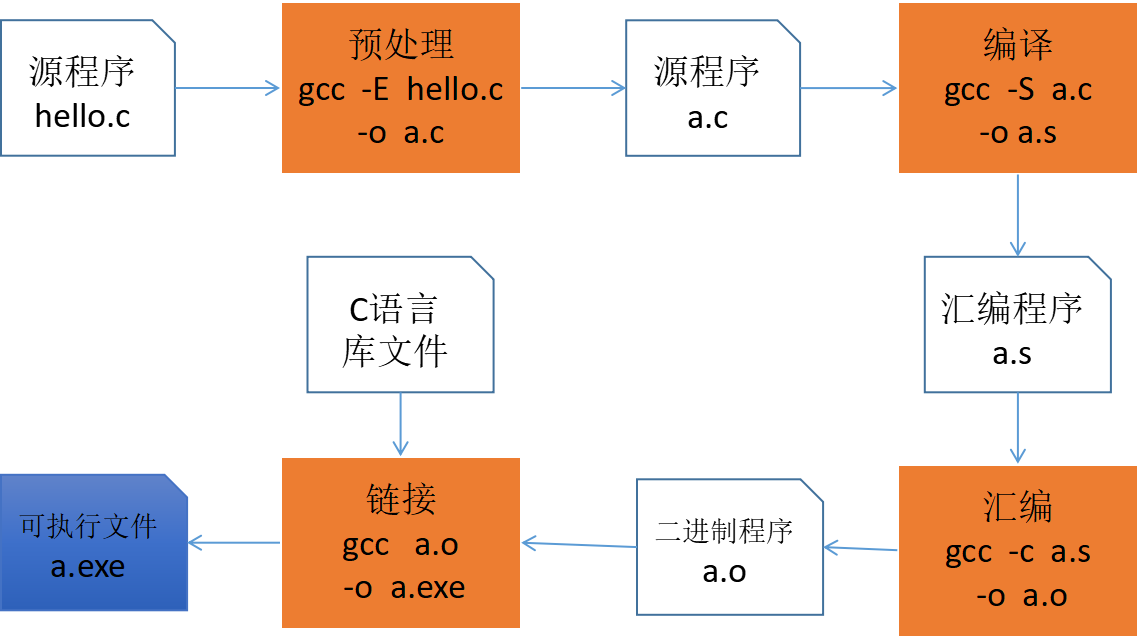 源程序
hello.c
预处理
gcc -E hello.c
-o a.c
源程序
a.c
编译
gcc -S a.c
-o a.s
汇编程序
a.s
汇编
gcc -c a.s
-o a.o
二进制程序
a.o
C语言
库文件
链接
gcc a.o
-o a.exe
可执行文件
a.exe